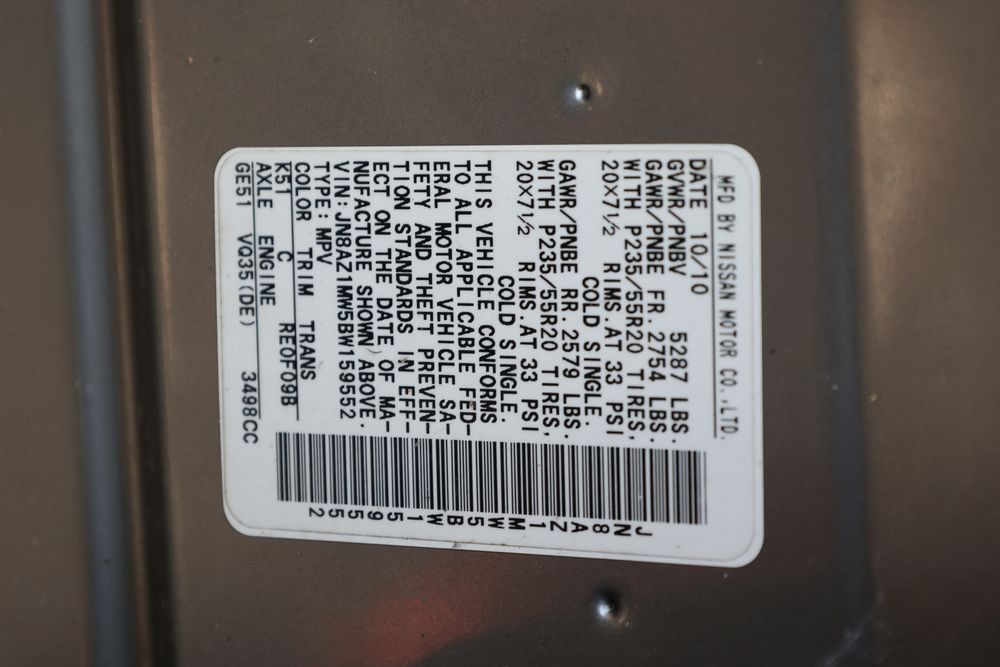 MFD BY NISSAN MOTOR CO.,LTD.
DATE 10/10
GVWR/PNBV 5287 LBS.
GAWR/PNBE FR. 2754 LBS.
WITH P235/55R20 TIRES,
20X7½ RIMS.AT 33 PSI
COLD SINGLE.
GAWR/PNBE RR. 2579 LBS.
WITH P235/55R20 TIRES,
20X7½ RIMS.AT 33 PSI
COLD SINGLE.
THIS VEHICLE CONFORMS
TO ALL APPLICABLE FED-
ERAL MOTOR VEHICLE SA-
FETY AND THEFT PREVEN-
TION STANDARDS IN EFF-
ECT ON THE DATE OF MA-
NUFACTURE SHOWN ABOVE.
VIN:JN8AZ1MW5BW159552
TYPE:MPV
COLOR TRIM TRANS
K51 C REOF09B
AXLE ENGINE
GE51 VQ35(DE) 3498CC
JN8AZ1MW5BW159552